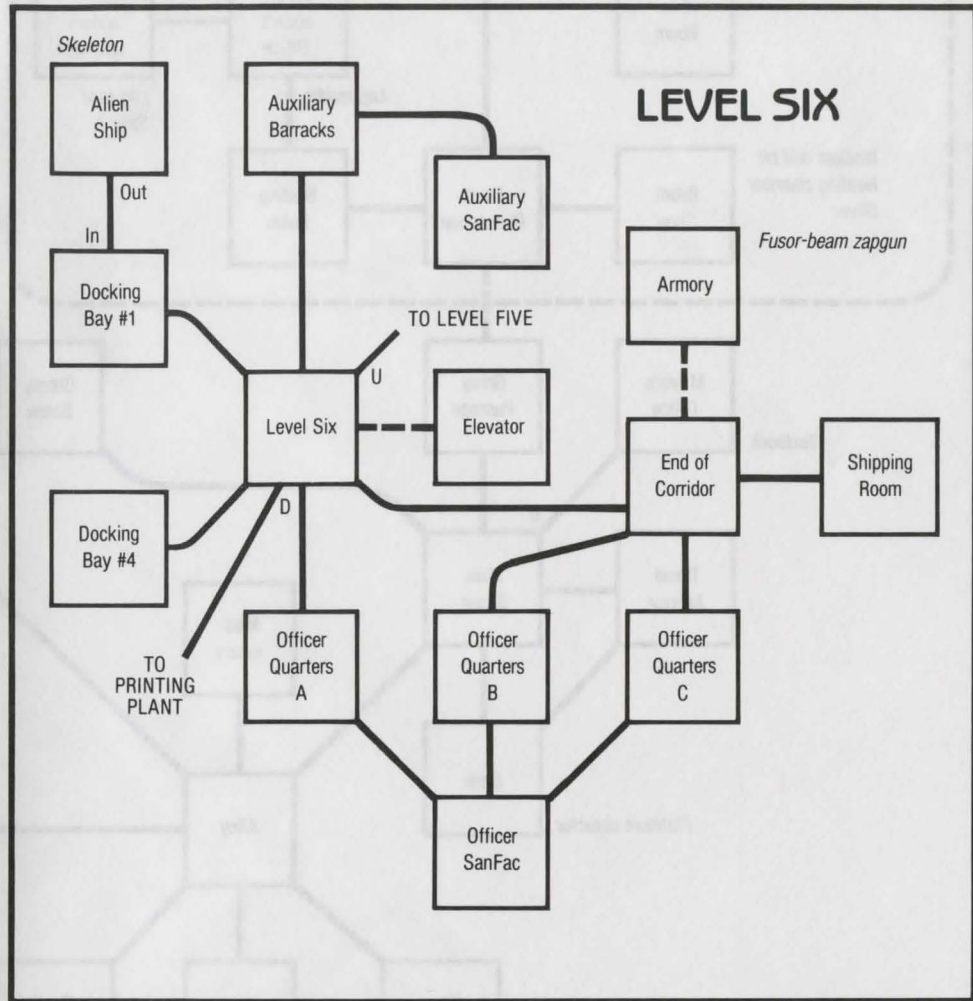 Skeleton
Alien
Ship
Out
In
Docking
Bay #1
Auxiliary
Barracks
Auxiliary
SanFac
LEVEL SIX
Fusor-beam zapgun
Armory
TO LEVEL FIVE
U
Level Six
Elevator
D
End of
Corridor
Shipping
Room
Docking
Bay #4
TO
PRINTING
PLANT
Officer
Quarters
A
Officer
Quarters
B
Officer
Quarters
C
Officer
SanFac